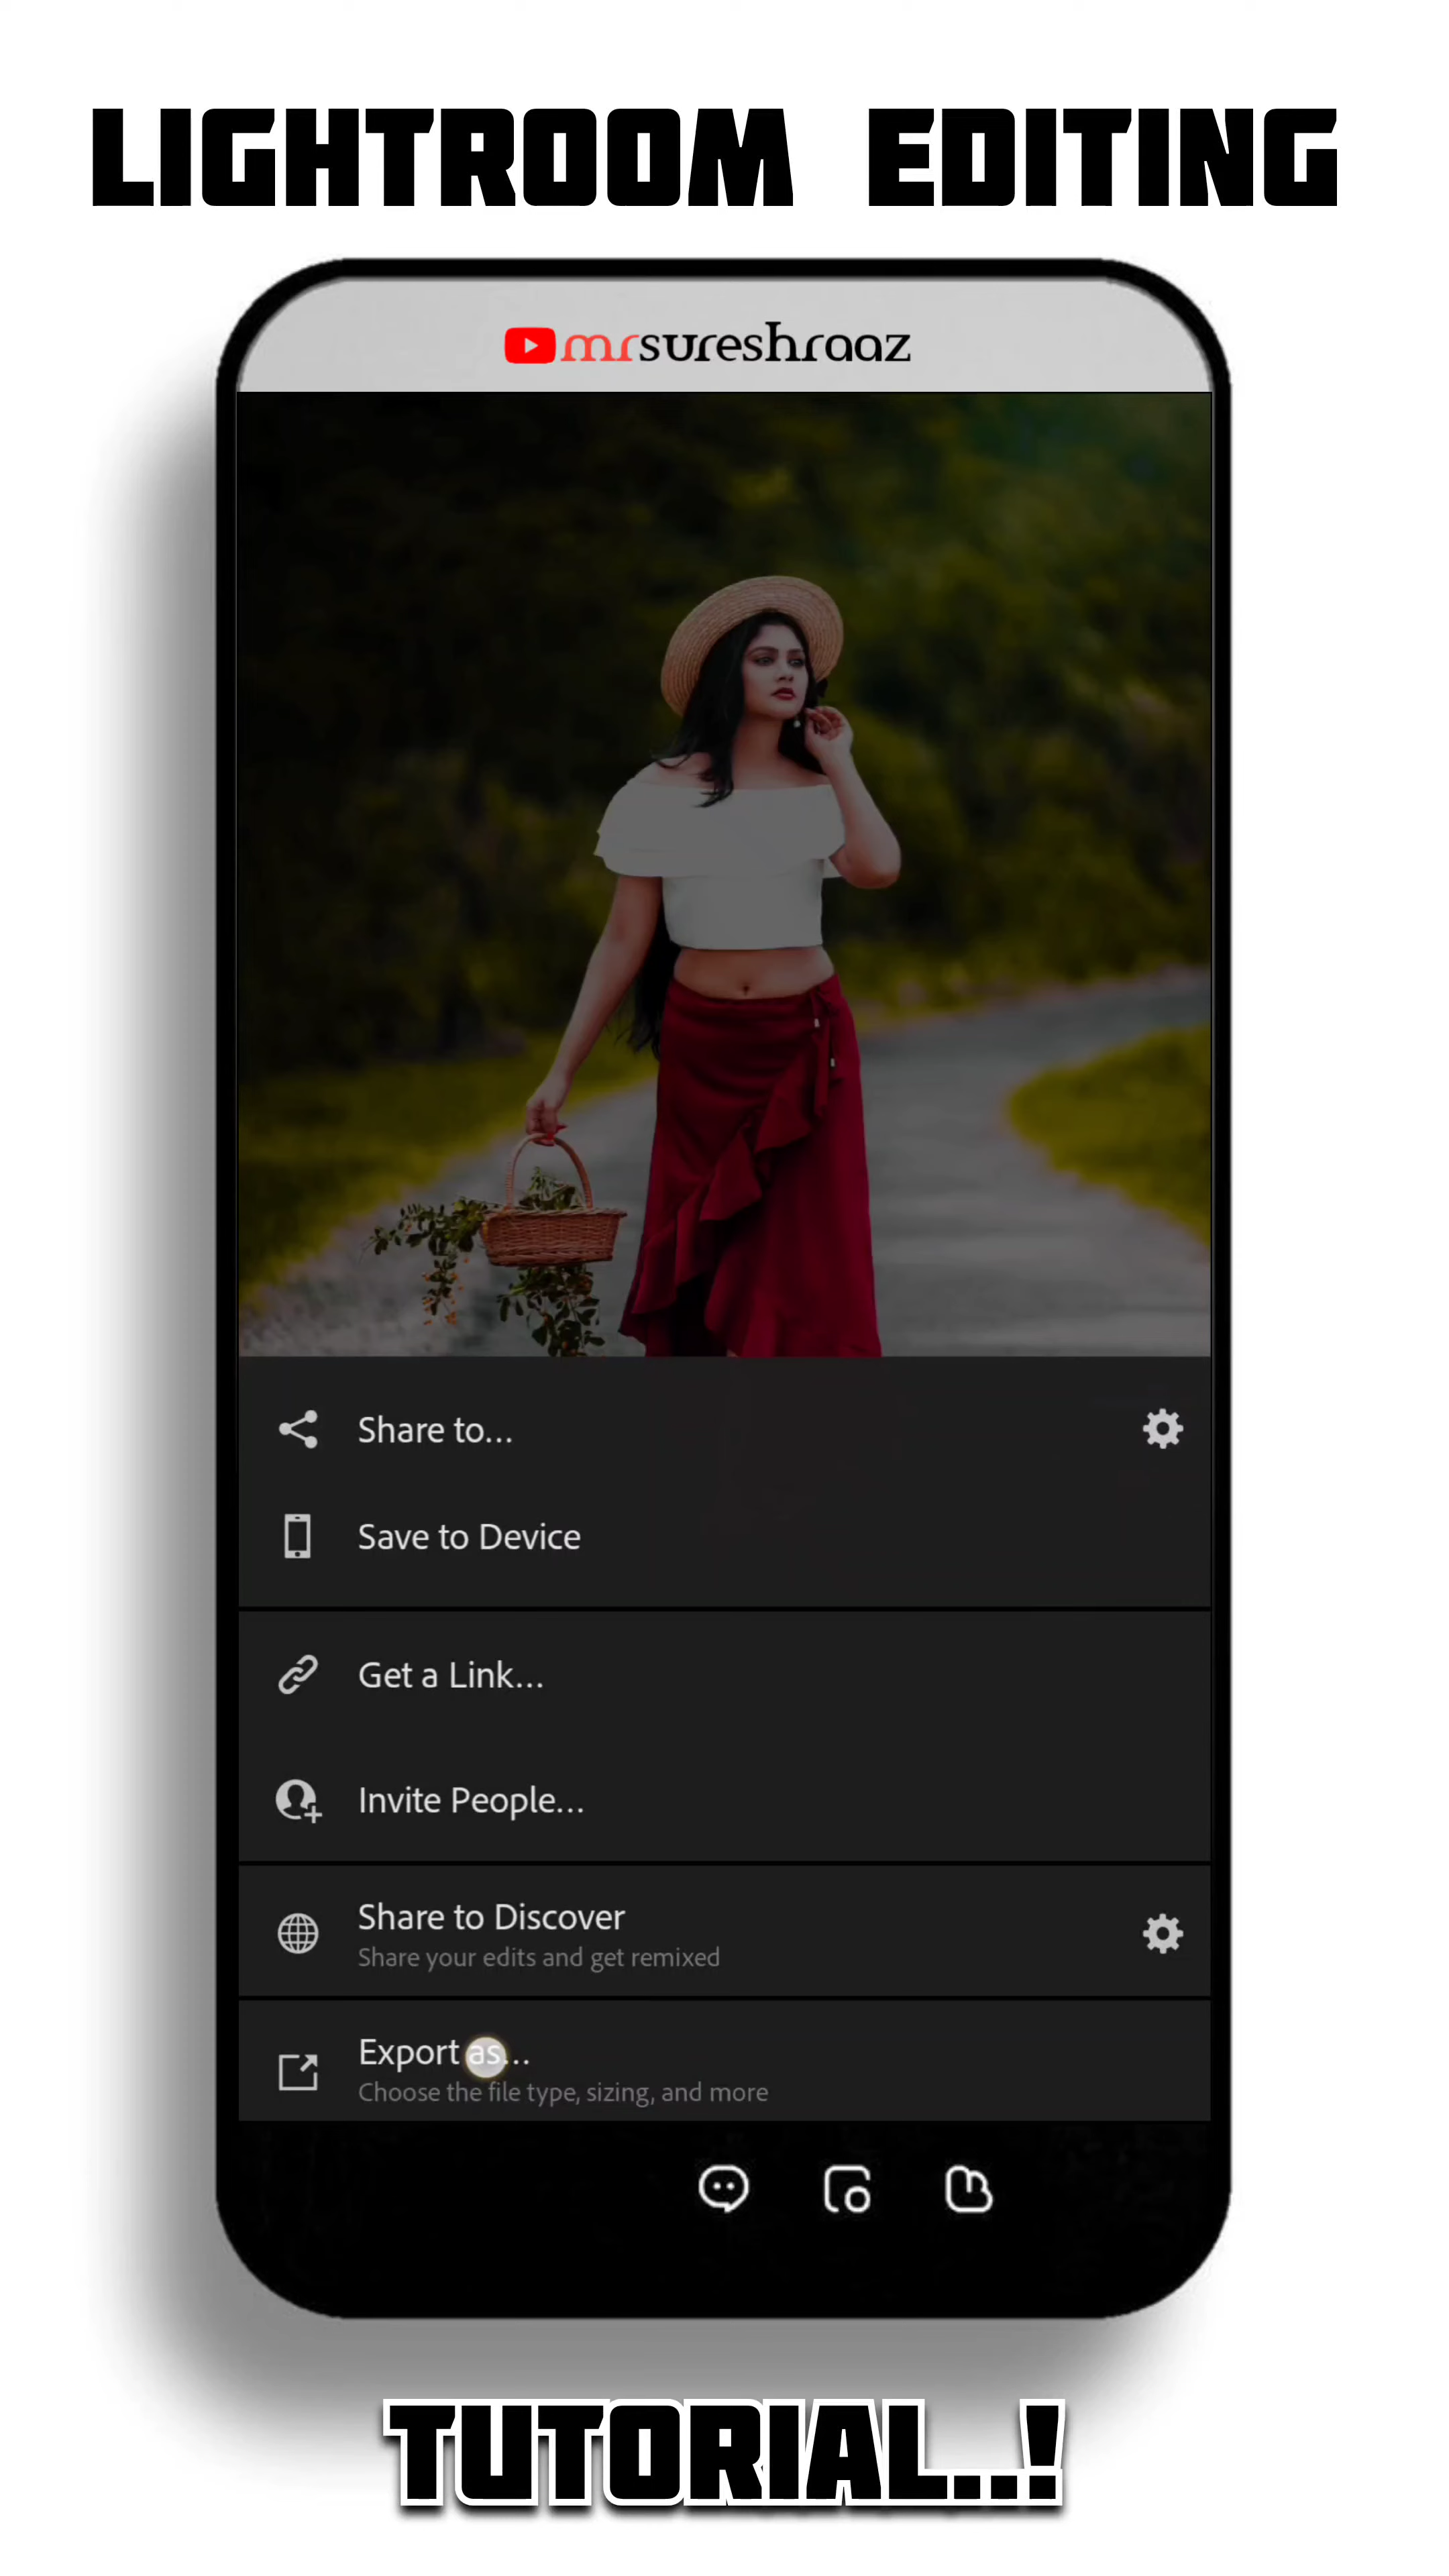 LIGHTROOM EDITING
mrsureshraaz
Share to...
Save to Device
Get a Link...
Invite People...
Share to Discover
Share your edits and get remixed
Export as...
Choose the file type, sizing, and more
TUTORIAL...!